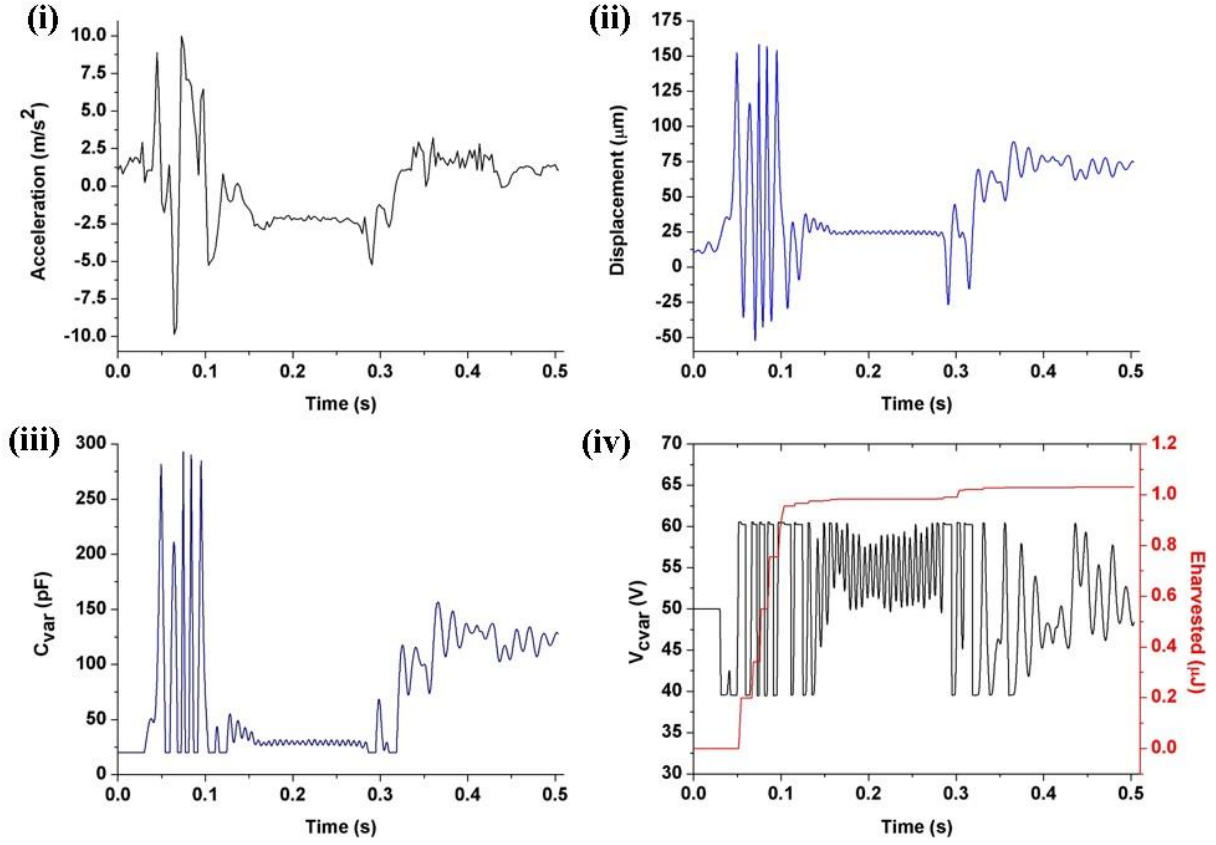 (i)
10.0
7.5
5.0
2.5
0.0
-2.5
-5.0
-7.5
-10.0
Acceleration (m/s²)
0.0 0.1 0.2 0.3 0.4 0.5
Time (s)
(ii)
175
150
125
100
75
50
25
0
-25
-50
Displacement (μm)
0.0 0.1 0.2 0.3 0.4 0.5
Time (s)
(iii)
300
250
200
150
100
50
0
Cvar (pF)
0.0 0.1 0.2 0.3 0.4 0.5
Time (s)
(iv)
70
65
60
55
50
45
40
35
30
Vcvar (V)
1.2
1.0
0.8
0.6
0.4
0.2
0.0
Eharvested (μJ)
0.0 0.1 0.2 0.3 0.4 0.5
Time (s)